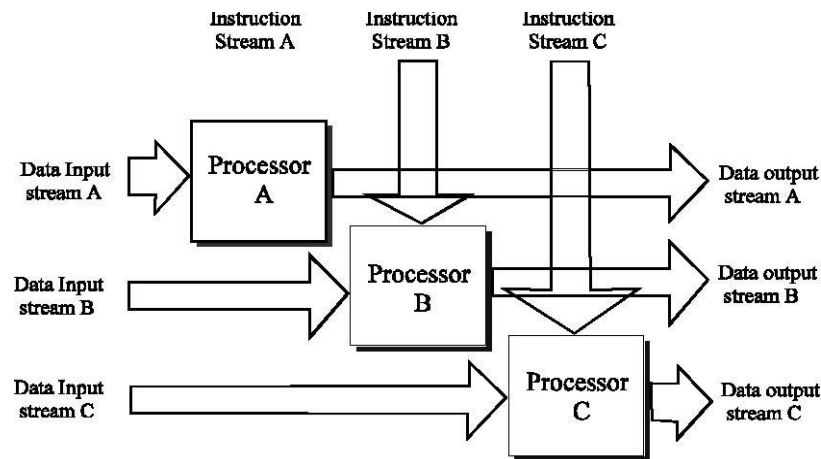 Instruction
Stream A
Instruction
Stream B
Instruction
Stream C
Data Input
stream A
Processor
A
Data output
stream A
Data Input
stream B
Processor
B
Data output
stream B
Data Input
stream C
Processor
C
Data output
stream C